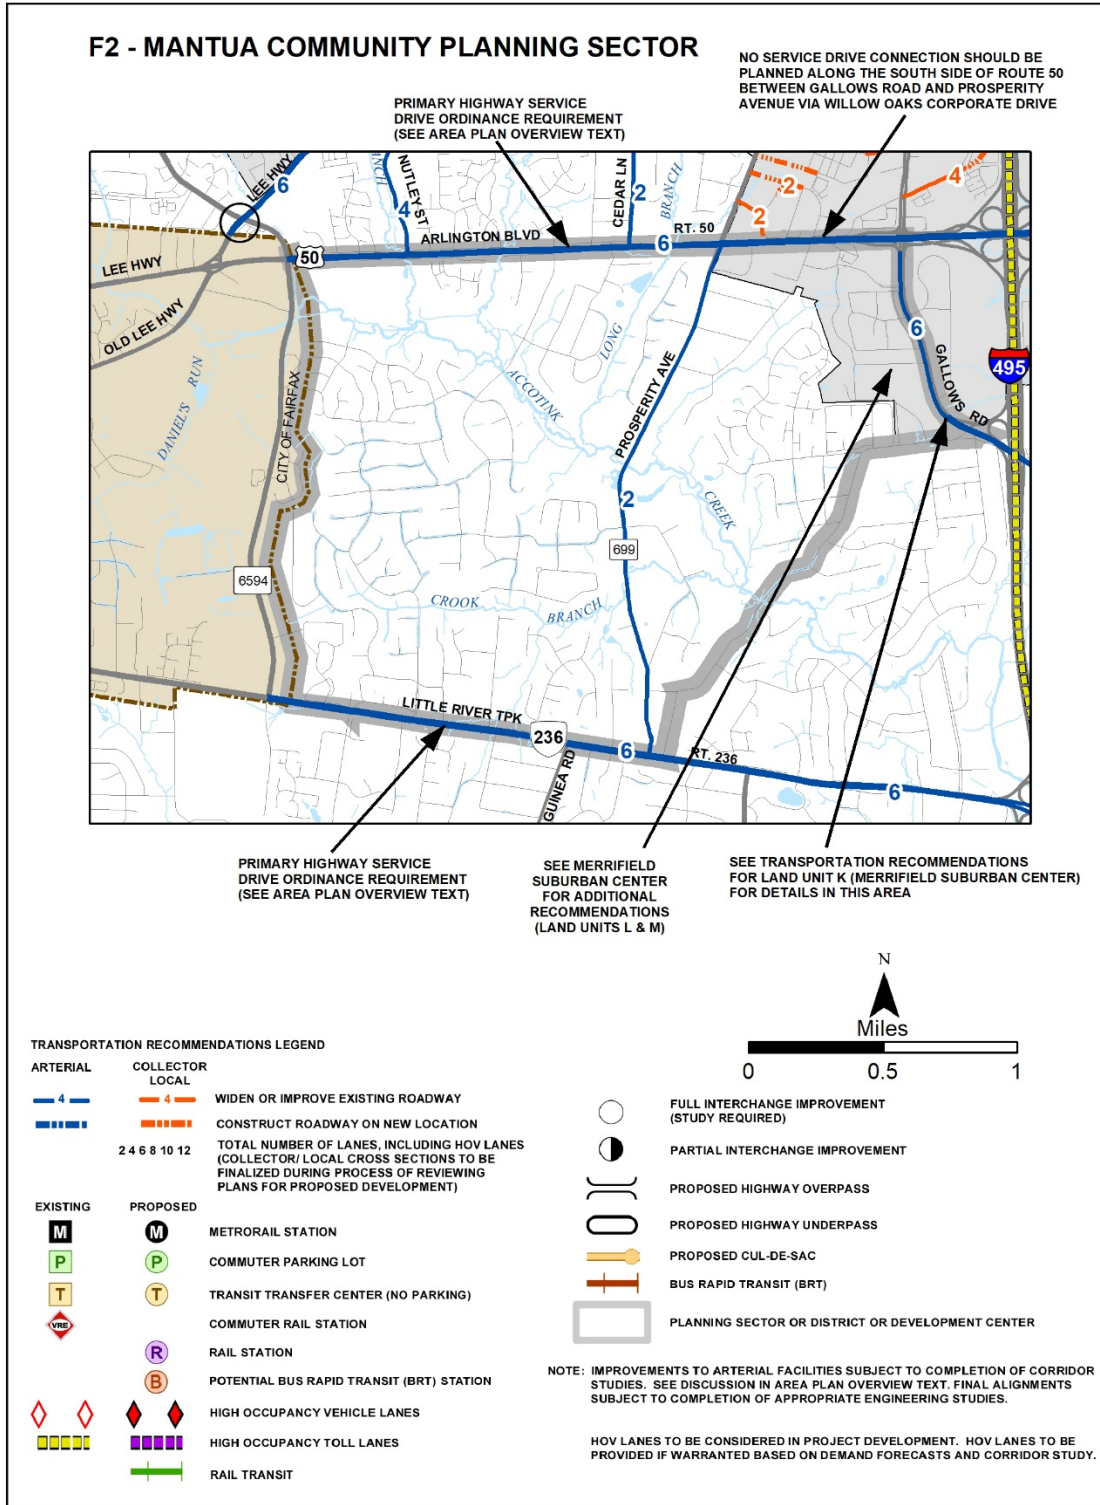 F2 - MANTUA COMMUNITY PLANNING SECTOR
NO SERVICE DRIVE CONNECTION SHOULD BE
PLANNED ALONG THE SOUTH SIDE OF ROUTE 50
BETWEEN GALLOWS ROAD AND PROSPERITY
AVENUE VIA WILLOW OAKS CORPORATE DRIVE
PRIMARY HIGHWAY SERVICE
DRIVE ORDINANCE REQUIREMENT
(SEE AREA PLAN OVERVIEW TEXT)
LEE HWY
6
NUTLEY ST
4
CEDAR LN
2
BRANCH
2
2
4
ARLINGTON BLVD
6
RT. 50
50
LEE HWY
OLD LEE HWY
DANIEL'S RUN
CITY OF FAIRFAX
6594
ACCOTINK
CREEK
LONG
PROSPERITY AVE
2
699
6
GALLOWS RD
495
CROOK
BRANCH
LITTLE RIVER TPK
236
6
RT. 236
6
GUINEA RD
PRIMARY HIGHWAY SERVICE
DRIVE ORDINANCE REQUIREMENT
(SEE AREA PLAN OVERVIEW TEXT)
SEE MERRIFIELD
SUBURBAN CENTER
FOR ADDITIONAL
RECOMMENDATIONS
(LAND UNITS L & M)
SEE TRANSPORTATION RECOMMENDATIONS
FOR LAND UNIT K (MERRIFIELD SUBURBAN CENTER)
FOR DETAILS IN THIS AREA
N
Miles
0 0.5 1
TRANSPORTATION RECOMMENDATIONS LEGEND
ARTERIAL
COLLECTOR
LOCAL
4 4 WIDEN OR IMPROVE EXISTING ROADWAY
CONSTRUCT ROADWAY ON NEW LOCATION
2 4 6 8 10 12
TOTAL NUMBER OF LANES, INCLUDING HOV LANES
(COLLECTOR/ LOCAL CROSS SECTIONS TO BE
FINALIZED DURING PROCESS OF REVIEWING
PLANS FOR PROPOSED DEVELOPMENT)
EXISTING PROPOSED
M M METRORAIL STATION
P P COMMUTER PARKING LOT
T T TRANSIT TRANSFER CENTER (NO PARKING)
VRE COMMUTER RAIL STATION
R RAIL STATION
B POTENTIAL BUS RAPID TRANSIT (BRT) STATION
HIGH OCCUPANCY VEHICLE LANES
HIGH OCCUPANCY TOLL LANES
RAIL TRANSIT
FULL INTERCHANGE IMPROVEMENT
(STUDY REQUIRED)
PARTIAL INTERCHANGE IMPROVEMENT
PROPOSED HIGHWAY OVERPASS
PROPOSED HIGHWAY UNDERPASS
PROPOSED CUL-DE-SAC
BUS RAPID TRANSIT (BRT)
PLANNING SECTOR OR DISTRICT OR DEVELOPMENT CENTER
NOTE: IMPROVEMENTS TO ARTERIAL FACILITIES SUBJECT TO COMPLETION OF CORRIDOR
STUDIES. SEE DISCUSSION IN AREA PLAN OVERVIEW TEXT. FINAL ALIGNMENTS
SUBJECT TO COMPLETION OF APPROPRIATE ENGINEERING STUDIES.
HOV LANES TO BE CONSIDERED IN PROJECT DEVELOPMENT. HOV LANES TO BE
PROVIDED IF WARRANTED BASED ON DEMAND FORECASTS AND CORRIDOR STUDY.